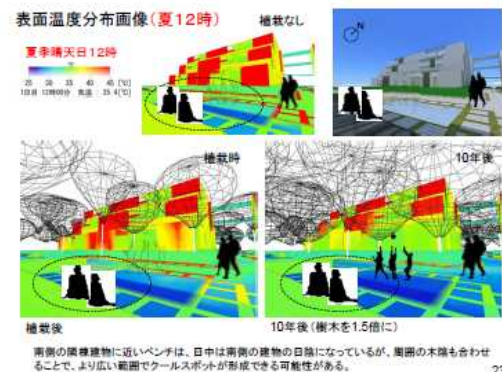 表面温度分布画像(夏12時)
植栽なし
夏季晴天日12時
25 30 35 40 45 [℃]
植栽時
10年後
植栽後
10年後(樹木を1.5倍に)
南側の隣棟建物に近いベンチは、日中は南側の建物の日陰になっているが、周囲の木陰も合わせ
ることで、より広い範囲でクールスポットが形成できる可能性がある。